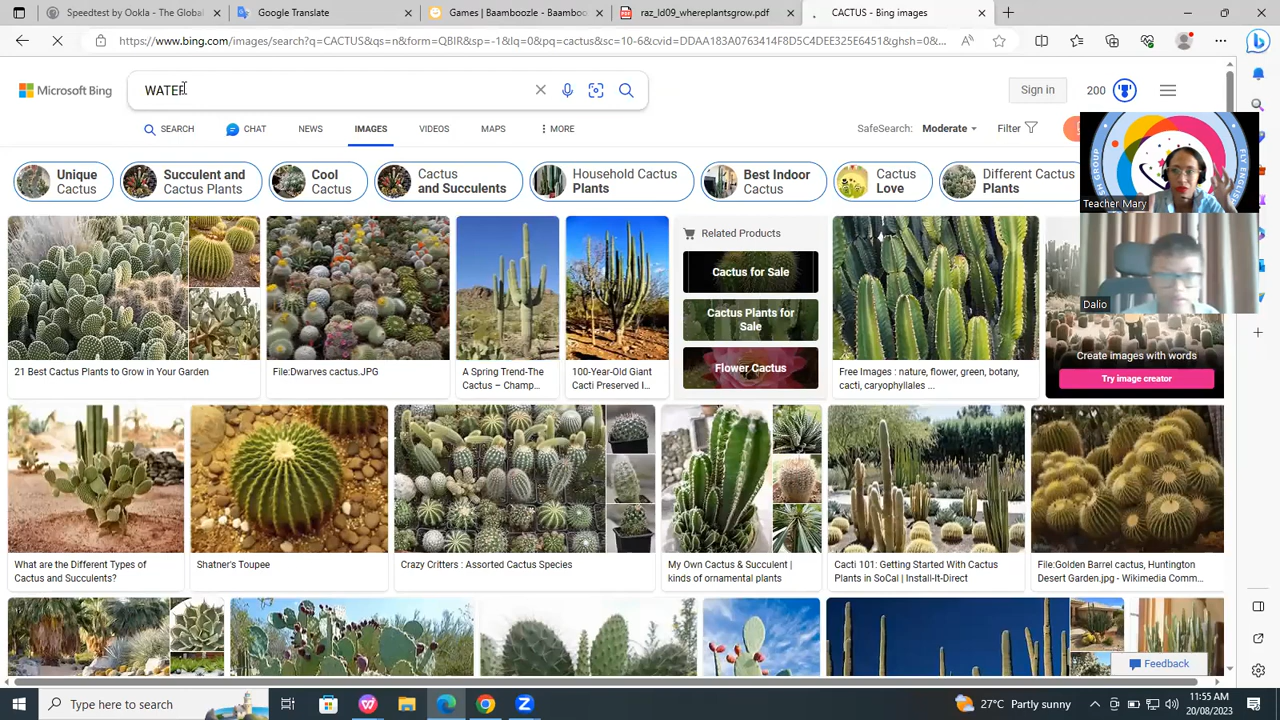 Speedtest by Ookla - The Global
Google Translate
Games | Baamboozle - Baamboo
raz_ld09_whereplantsgrow.pdf
CACTUS - Bing images
https://www.bing.com/images/search?q=CACTUS&qs=n&form=QBIR&sp=-1&lq=0&pq=cactus&sc=10-6&cvid=DDAA183A0763414F8D5C4DEE325E6451&ghsh=0&...
Microsoft Bing
WATER
Sign in
200
SEARCH
CHAT
NEWS
IMAGES
VIDEOS
MAPS
MORE
SafeSearch: Moderate
Filter
Unique
Cactus
Succulent and
Cactus Plants
Cool
Cactus
Cactus
and Succulents
Household Cactus
Plants
Best Indoor
Cactus
Cactus
Love
Different Cactus
Plants
Teacher Mary
Dalio
Related Products
Cactus for Sale
Cactus Plants for
Sale
Flower Cactus
Create images with words
Try image creator
21 Best Cactus Plants to Grow in Your Garden
File:Dwarves cactus.JPG
A Spring Trend-The
Cactus – Champ...
100-Year-Old Giant
Cacti Preserved I...
Free Images : nature, flower, green, botany,
cacti, caryophyllales ...
What are the Different Types of
Cactus and Succulents?
Shatner's Toupee
Crazy Critters : Assorted Cactus Species
My Own Cactus & Succulent |
kinds of ornamental plants
Cacti 101: Getting Started With Cactus
Plants in SoCal | Install-It-Direct
File:Golden Barrel cactus, Huntington
Desert Garden.jpg - Wikimedia Comm...
Feedback
Type here to search
27°C Partly sunny
11:55 AM
20/08/2023